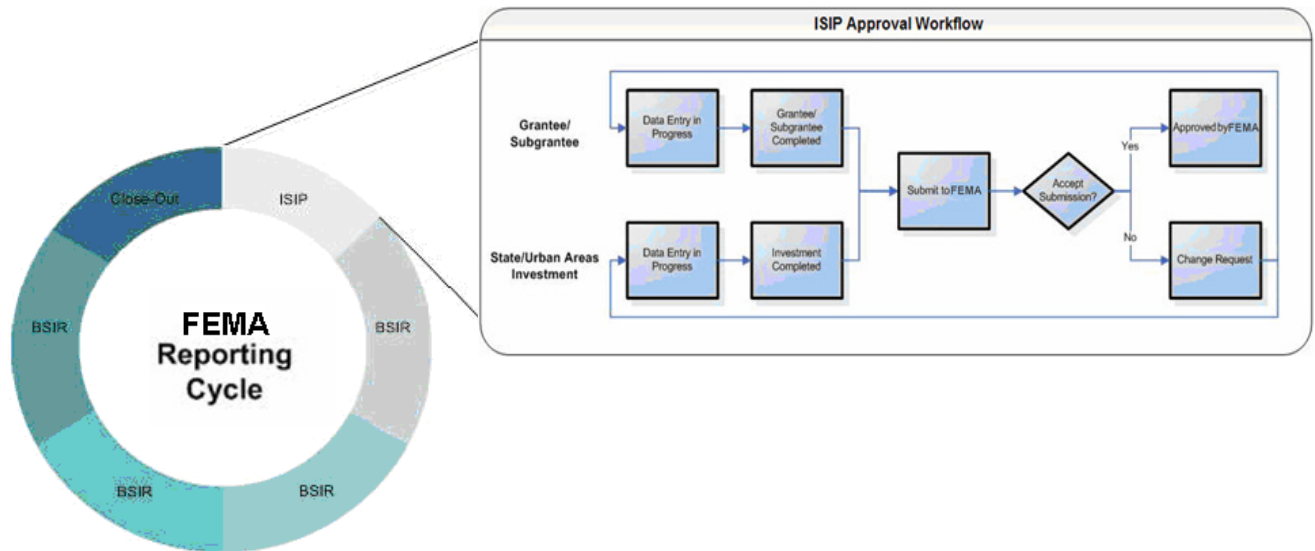 ISIP Approval Workflow
Grantee/
Subgrantee
Data Entry in
Progress
Grantee/
Subgrantee
Completed
Submit to FEMA
Accept
Submission?
Yes
Approved by FEMA
No
Change Request
State/Urban Areas
Investment
Data Entry in
Progress
Investment
Completed
Close-Out
ISIP
BSIR
BSIR
FEMA
Reporting
Cycle
BSIR
BSIR